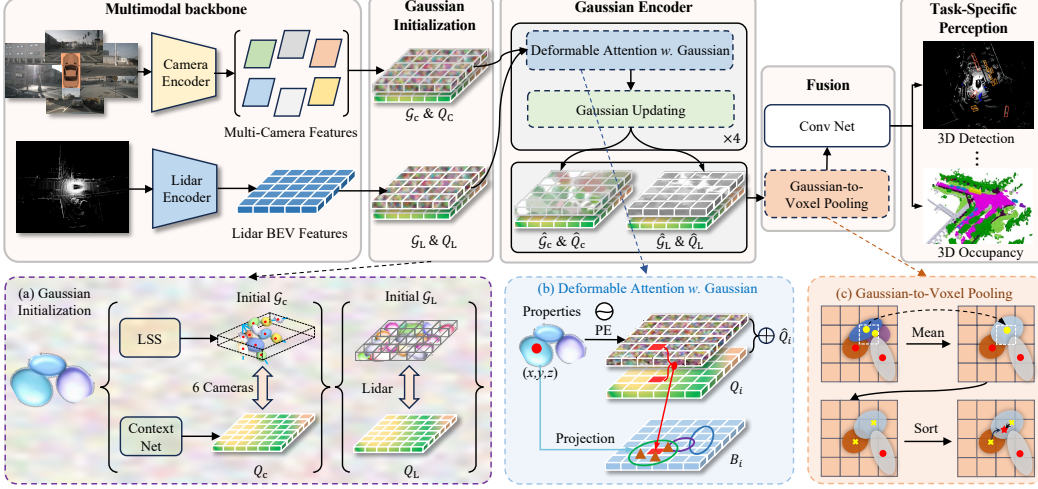 Multimodal backbone
Camera
Encoder
Multi-Camera Features
Lidar
Encoder
Lidar BEV Features
Gaussian
Initialization
𝒢c & QC
𝒢L & QL
Gaussian Encoder
Deformable Attention w. Gaussian
Gaussian Updating
×4
𝒢̂c & Q̂c
𝒢̂L & Q̂L
Fusion
Conv Net
Gaussian-to-
Voxel Pooling
Task-Specific
Perception
3D Detection
⋯
3D Occupancy
(a) Gaussian
Initialization
LSS
Context
Net
Initial 𝒢c
6 Cameras
Qc
Initial 𝒢L
Lidar
QL
(b) Deformable Attention w. Gaussian
Properties
PE
(x,y,z)
Q̂i
Qi
Projection
Bi
(c) Gaussian-to-Voxel Pooling
Mean
Sort